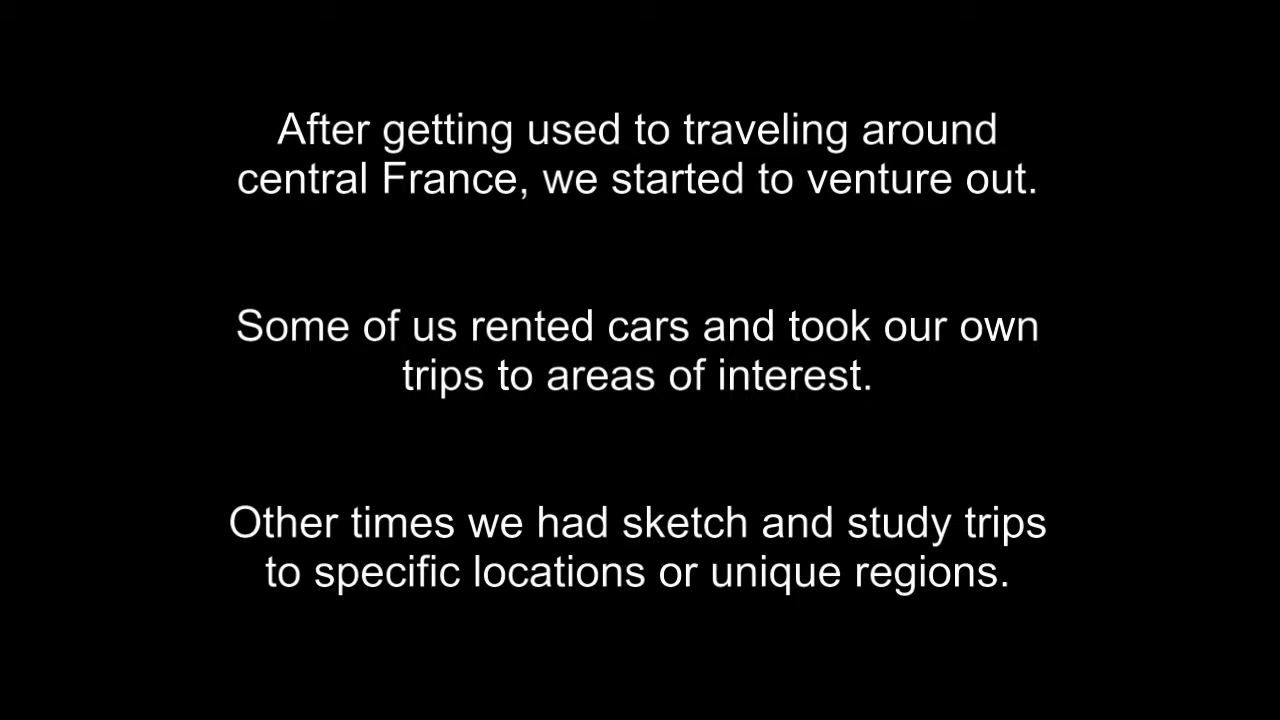 After getting used to traveling around
central France, we started to venture out.
Some of us rented cars and took our own
trips to areas of interest.
Other times we had sketch and study trips
to specific locations or unique regions.